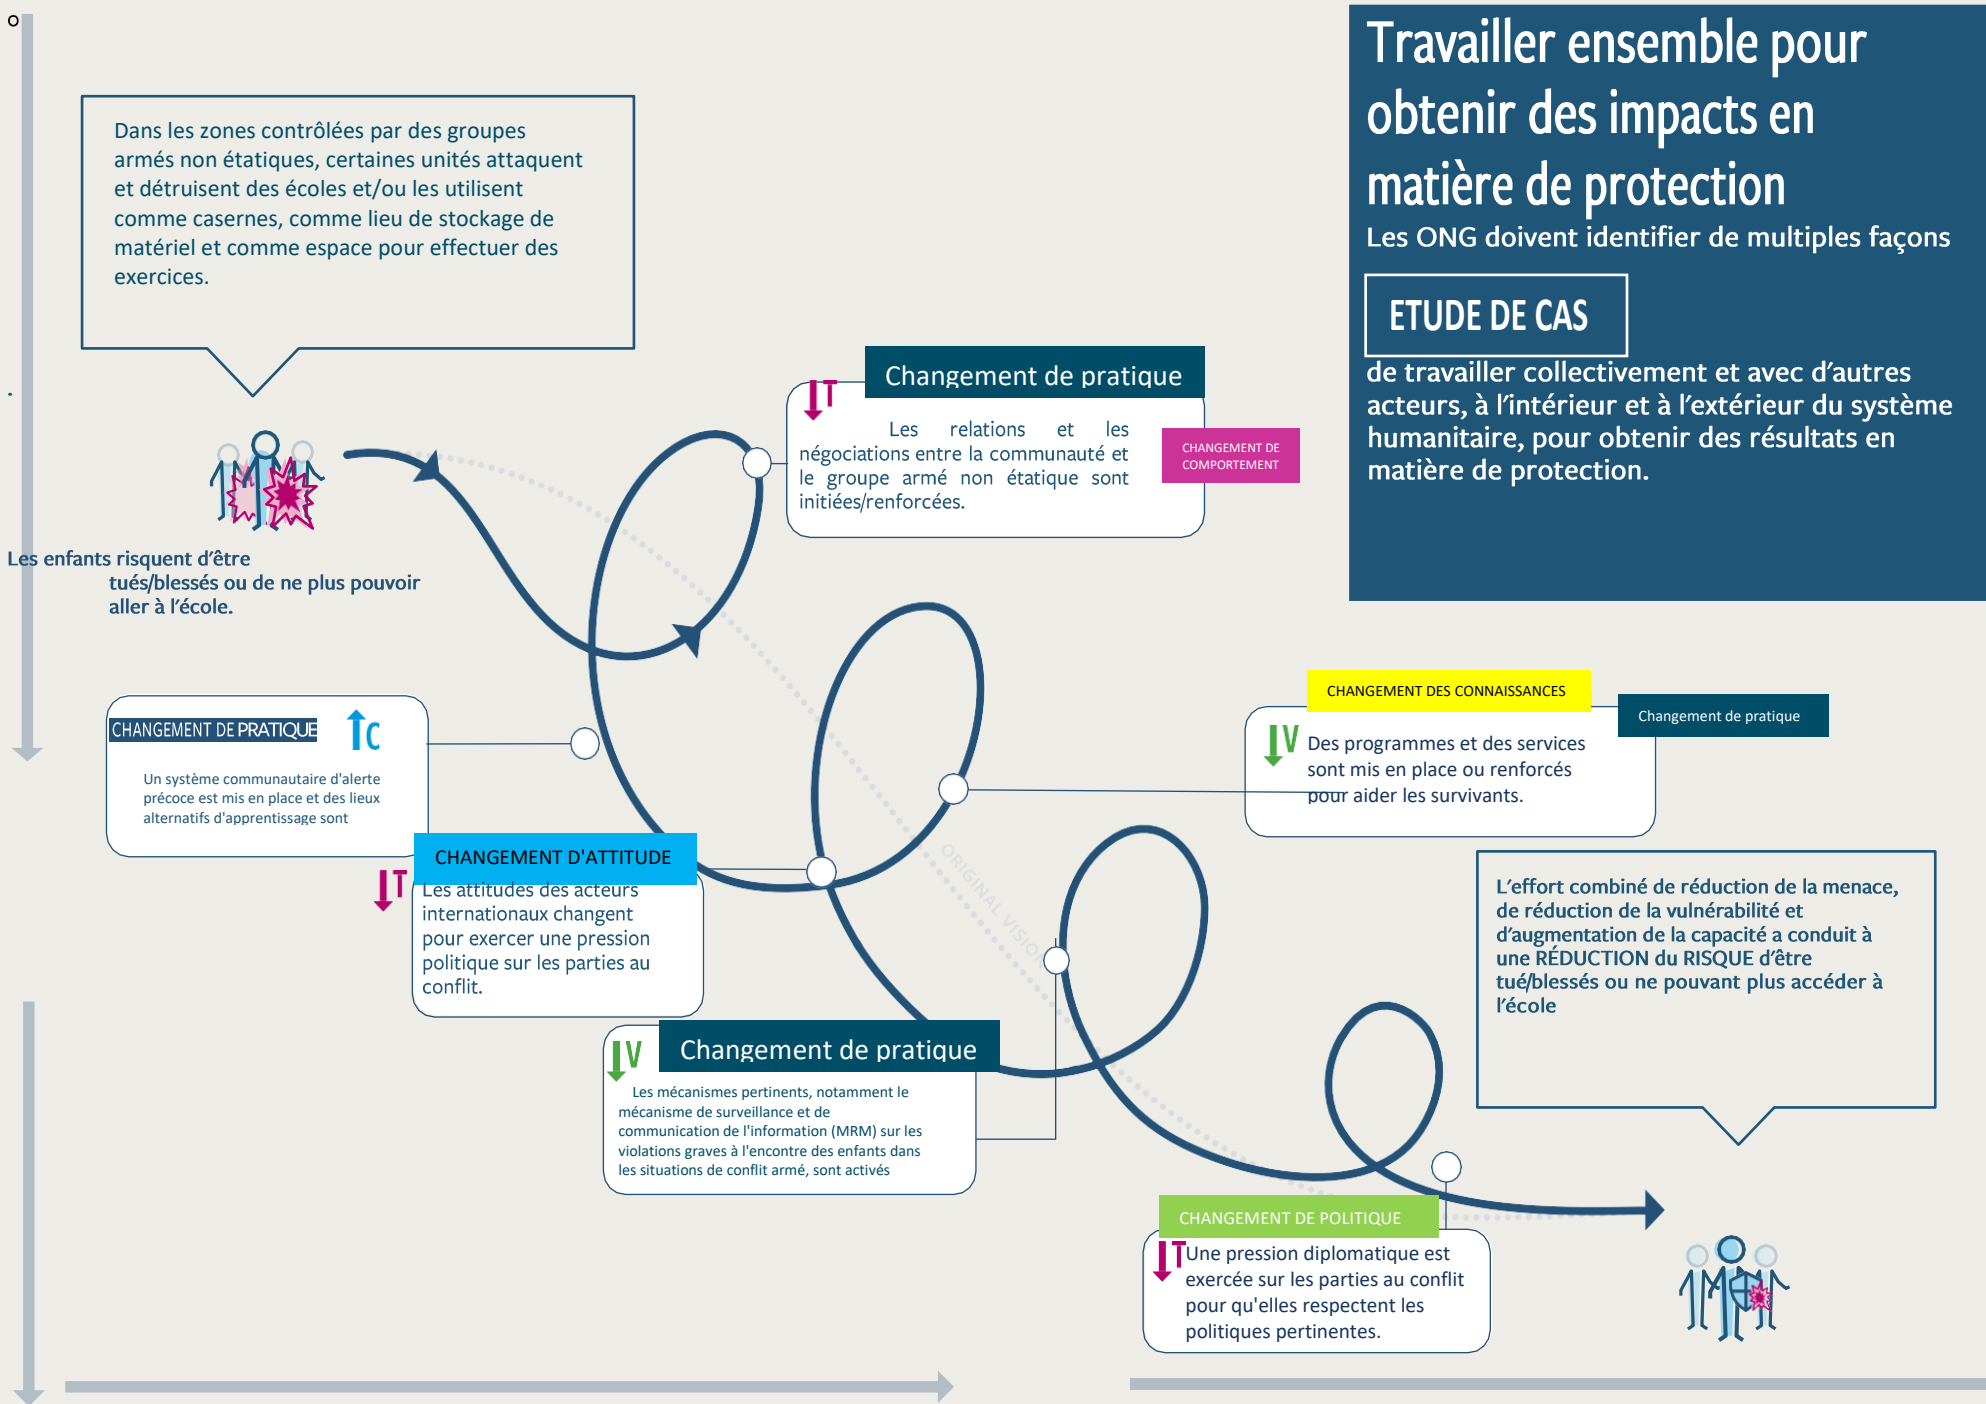 Travailler ensemble pour
obtenir des impacts en
matière de protection
Les ONG doivent identifier de multiples façons
ETUDE DE CAS
de travailler collectivement et avec d'autres
acteurs, à l'intérieur et à l'extérieur du système
humanitaire, pour obtenir des résultats en
matière de protection.
Dans les zones contrôlées par des groupes
armés non étatiques, certaines unités attaquent
et détruisent des écoles et/ou les utilisent
comme casernes, comme lieu de stockage de
matériel et comme espace pour effectuer des
exercices.
Les enfants risquent d'être
tués/blessés ou de ne plus pouvoir
aller à l'école.
Changement de pratique
T
Les relations et les
négociations entre la communauté et
le groupe armé non étatique sont
initiées/renforcées.
CHANGEMENT DE
COMPORTEMENT
CHANGEMENT DE PRATIQUE
C
Un système communautaire d'alerte
précoce est mis en place et des lieux
alternatifs d'apprentissage sont
CHANGEMENT DES CONNAISSANCES
Changement de pratique
V
Des programmes et des services
sont mis en place ou renforcés
pour aider les survivants.
CHANGEMENT D'ATTITUDE
T
Les attitudes des acteurs
internationaux changent
pour exercer une pression
politique sur les parties au
conflit.
ORIGINAL VISION
Changement de pratique
V
Les mécanismes pertinents, notamment le
mécanisme de surveillance et de
communication de l'information (MRM) sur les
violations graves à l'encontre des enfants dans
les situations de conflit armé, sont activés
L'effort combiné de réduction de la menace,
de réduction de la vulnérabilité et
d'augmentation de la capacité a conduit à
une RÉDUCTION du RISQUE d'être
tué/blessés ou ne pouvant plus accéder à
l'école
CHANGEMENT DE POLITIQUE
T
Une pression diplomatique est
exercée sur les parties au conflit
pour qu'elles respectent les
politiques pertinentes.